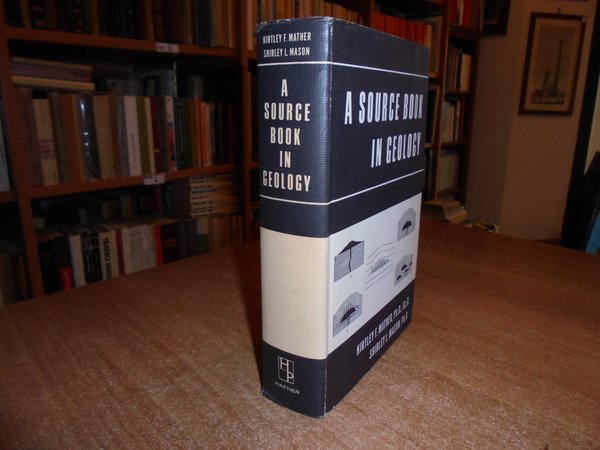 KIRTLEY F. MATHER
SHIRLEY L. MASON
A
SOURCE
BOOK
IN
GEOLOGY
H
P
HAFNER
A SOURCE BOOK
IN GEOLOGY
KIRTLEY F. MATHER, Ph.D., Sc.D.
SHIRLEY L. MASON, Ph.D.